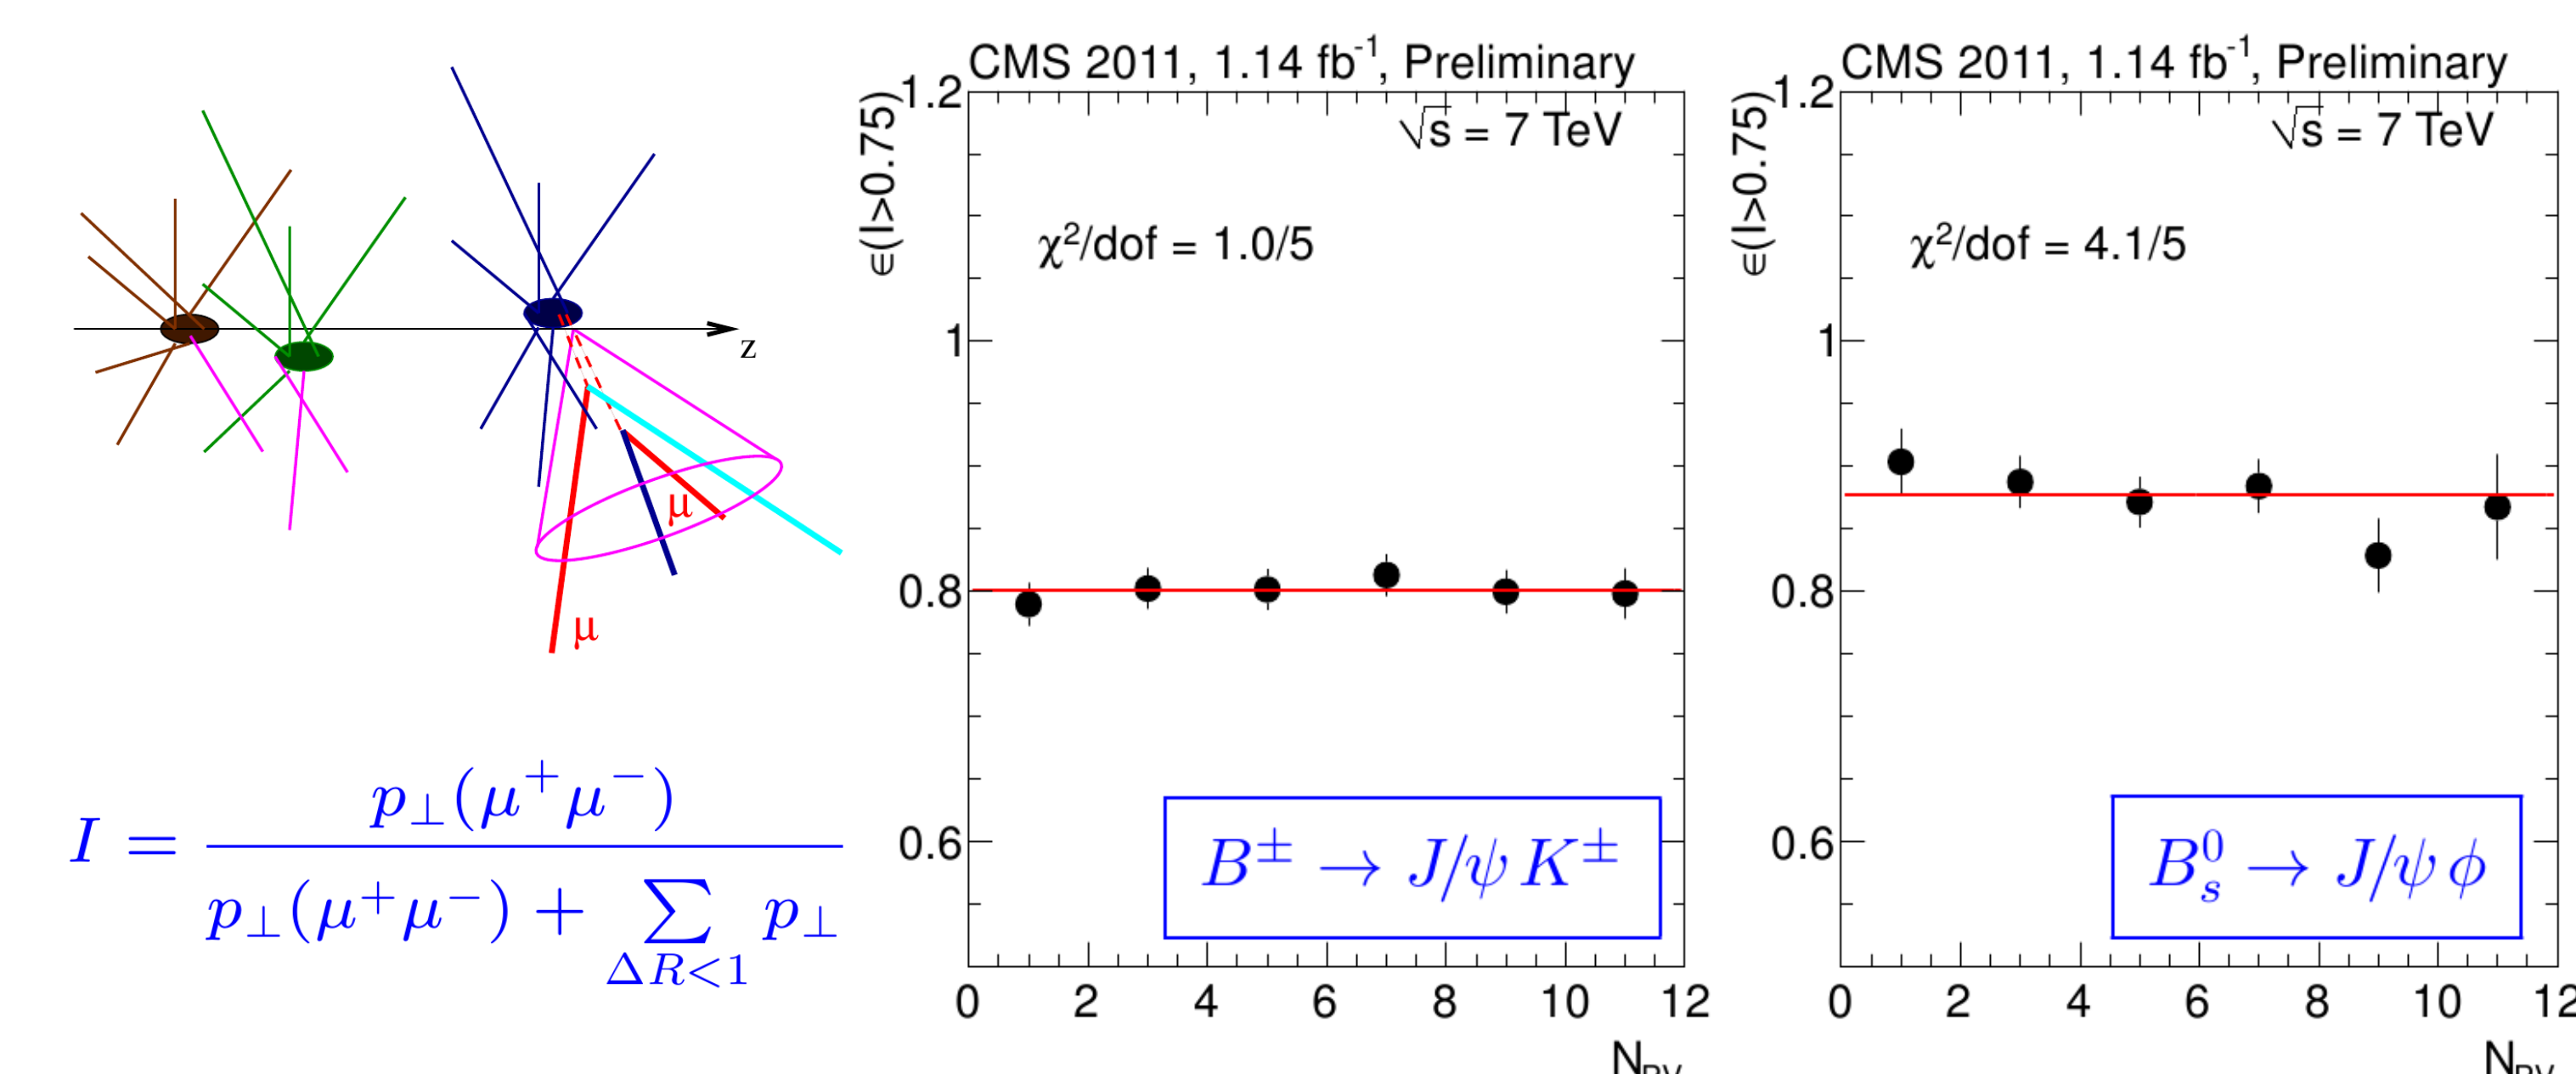 z
μ
μ
I = p⊥(μ⁺μ⁻) / p⊥(μ⁺μ⁻) + ∑ p⊥
ΔR<1
CMS 2011, 1.14 fb⁻¹, Preliminary
√s = 7 TeV
χ²/dof = 1.0/5
ϵ(I>0.75)
1.2
1
0.8
0.6
B± → J/ψ K±
0 2 4 6 8 10 12
CMS 2011, 1.14 fb⁻¹, Preliminary
√s = 7 TeV
χ²/dof = 4.1/5
ϵ(I>0.75)
1.2
1
0.8
0.6
B⁰ₛ → J/ψ ϕ
0 2 4 6 8 10 12